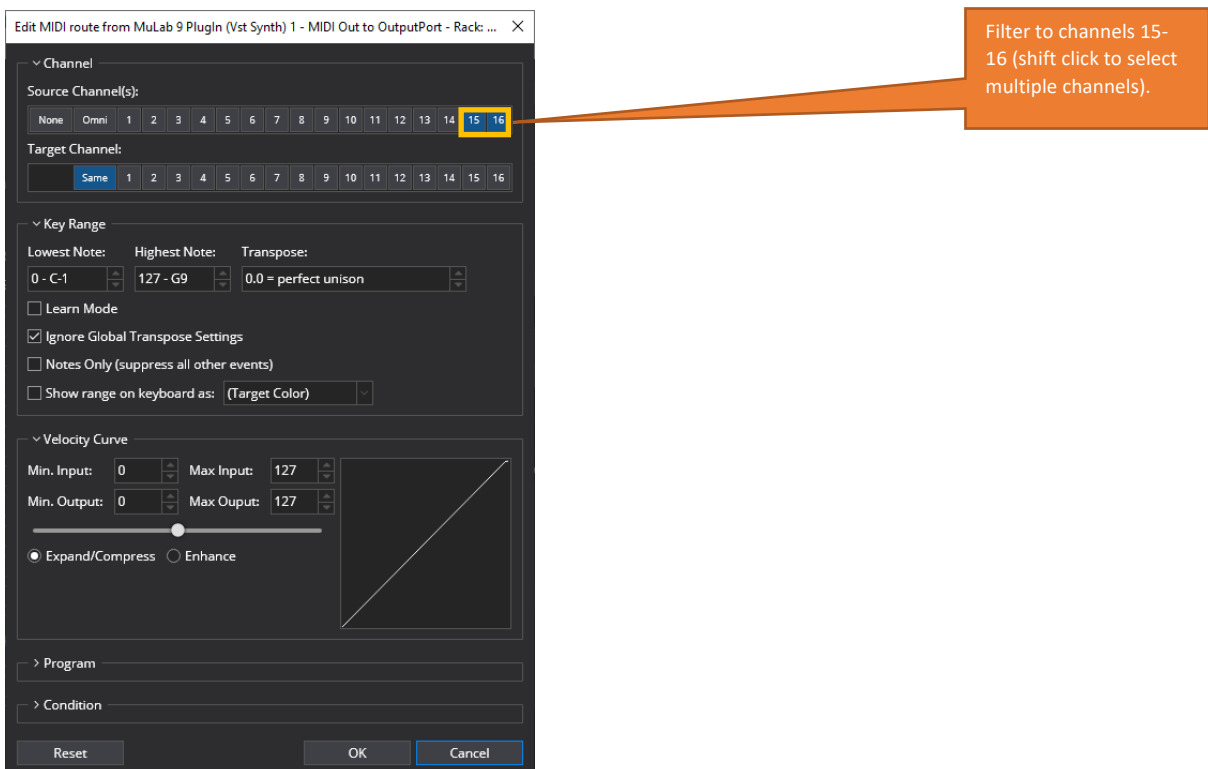 Edit MIDI route from MuLab 9 PlugIn (Vst Synth) 1 - MIDI Out to OutputPort - Rack: ...
Filter to channels 15-
16 (shift click to select
multiple channels).
Channel
Source Channel(s):
None Omni 1 2 3 4 5 6 7 8 9 10 11 12 13 14 15 16
Target Channel:
Same 1 2 3 4 5 6 7 8 9 10 11 12 13 14 15 16
Key Range
Lowest Note: Highest Note: Transpose:
0 - C-1 127 - G9 0.0 = perfect unison
Learn Mode
Ignore Global Transpose Settings
Notes Only (suppress all other events)
Show range on keyboard as: (Target Color)
Velocity Curve
Min. Input: 0 Max Input: 127
Min. Output: 0 Max Ouput: 127
Expand/Compress Enhance
Program
Condition
Reset OK Cancel